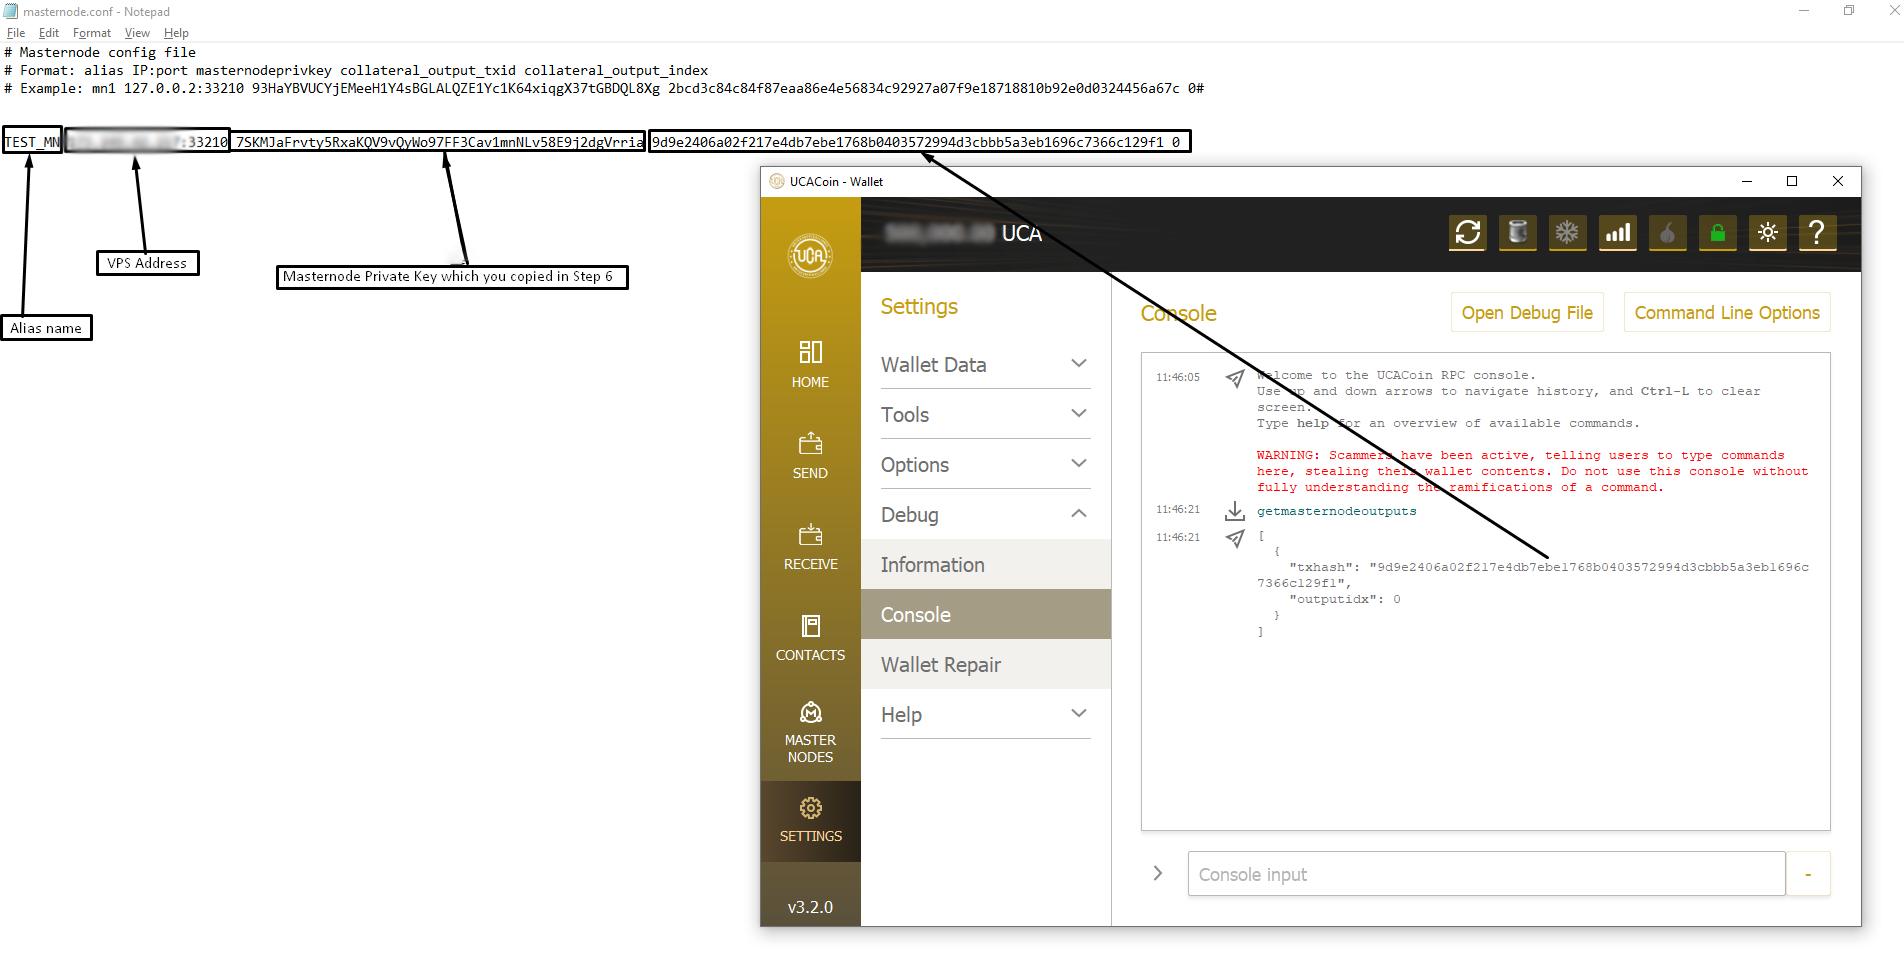 masternode.conf - Notepad
File Edit Format View Help
# Masternode config file
# Format: alias IP:port masternodeprivkey collateral_output_txid collateral_output_index
# Example: mn1 127.0.0.2:33210 93HaYBVUCYjEMeeH1Y4sBGLALQZE1Yc1K64xiqgX37tGBDQL8Xg 2bcd3c84c84f87eaa86e4e56834c92927a07f9e18718810b92e0d0324456a67c 0#
TEST_MN :33210 7SKMJaFrvty5RxaKQV9vQyWo97FF3Cav1mnNLv58E9j2dgVrria 9d9e2406a02f217e4db7ebe1768b0403572994d3cbbb5a3eb1696c7366c129f1 0
VPS Address
Masternode Private Key which you copied in Step 6
Alias name
UCACoin - Wallet
UCA
UCA
HOME
SEND
RECEIVE
CONTACTS
MASTER
NODES
SETTINGS
v3.2.0
Settings
Wallet Data
Tools
Options
Debug
Information
Console
Wallet Repair
Help
Console
Open Debug File
Command Line Options
11:46:05
Welcome to the UCACoin RPC console.
Use up and down arrows to navigate history, and Ctrl-L to clear
screen.
Type help for an overview of available commands.
WARNING: Scammers have been active, telling users to type commands
here, stealing their wallet contents. Do not use this console without
fully understanding the ramifications of a command.
11:46:21
getmasternodeoutputs
11:46:21
[
{
"txhash": "9d9e2406a02f217e4db7ebe1768b0403572994d3cbbb5a3eb1696c
7366c129f1",
"outputidx": 0
}
]
Console input
-